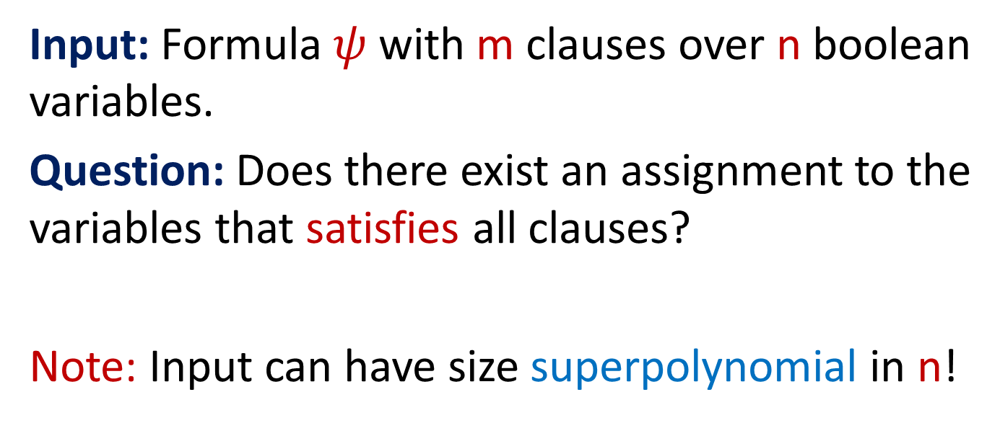 Input: Formula ψ with m clauses over n boolean
variables.
Question: Does there exist an assignment to the
variables that satisfies all clauses?
Note: Input can have size superpolynomial in n!